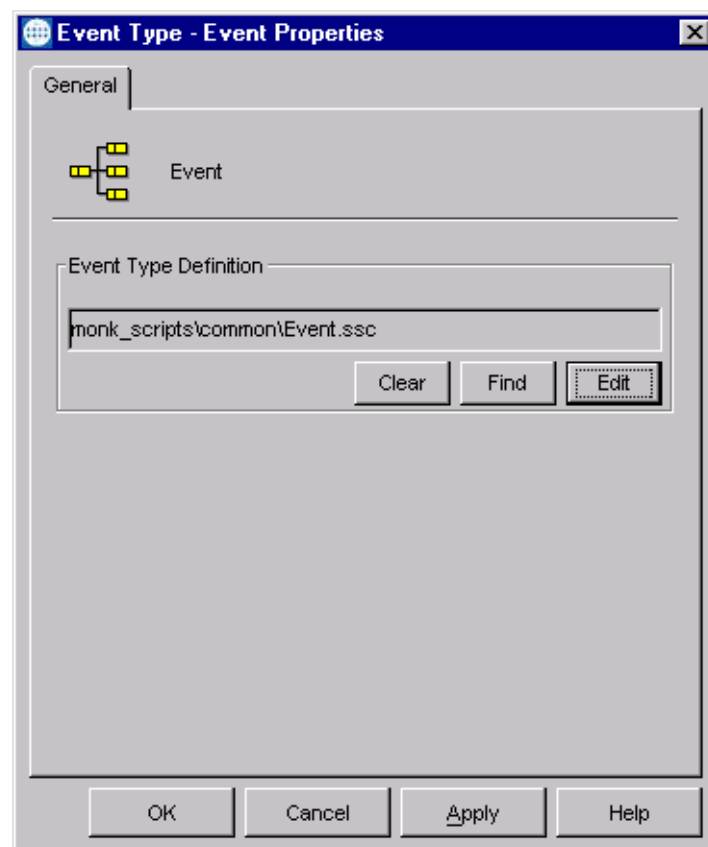 Event Type - Event Properties
General
Event
Event Type Definition
monk_scripts\common\Event.ssc
Clear Find Edit
OK Cancel Apply Help